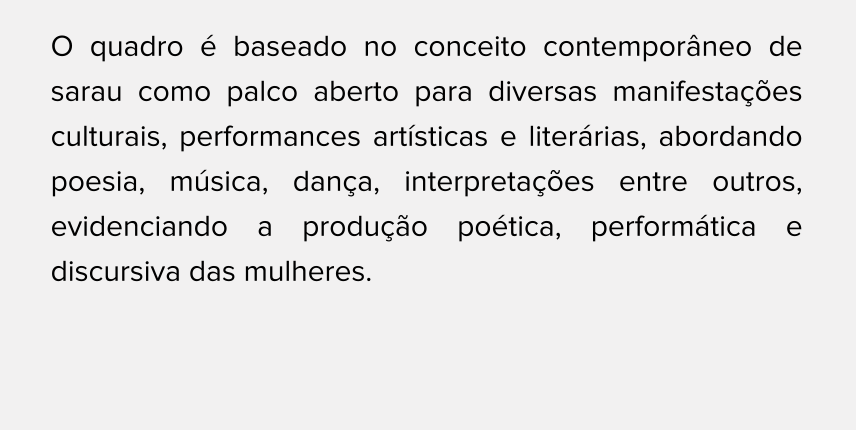 O quadro é baseado no conceito contemporâneo de
sarau como palco aberto para diversas manifestações
culturais, performances artísticas e literárias, abordando
poesia, música, dança, interpretações entre outros,
evidenciando a produção poética, performática e
discursiva das mulheres.